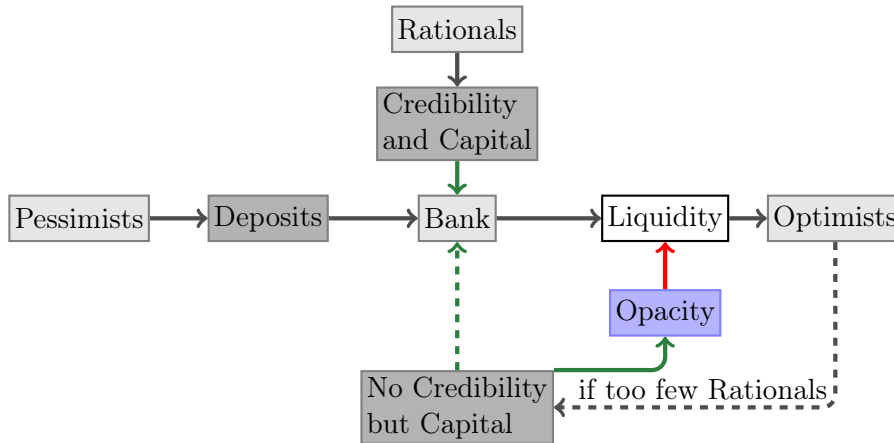 Rationals
Credibility
and Capital
Pessimists
Deposits
Bank
Liquidity
Optimists
Opacity
No Credibility
but Capital
if too few Rationals